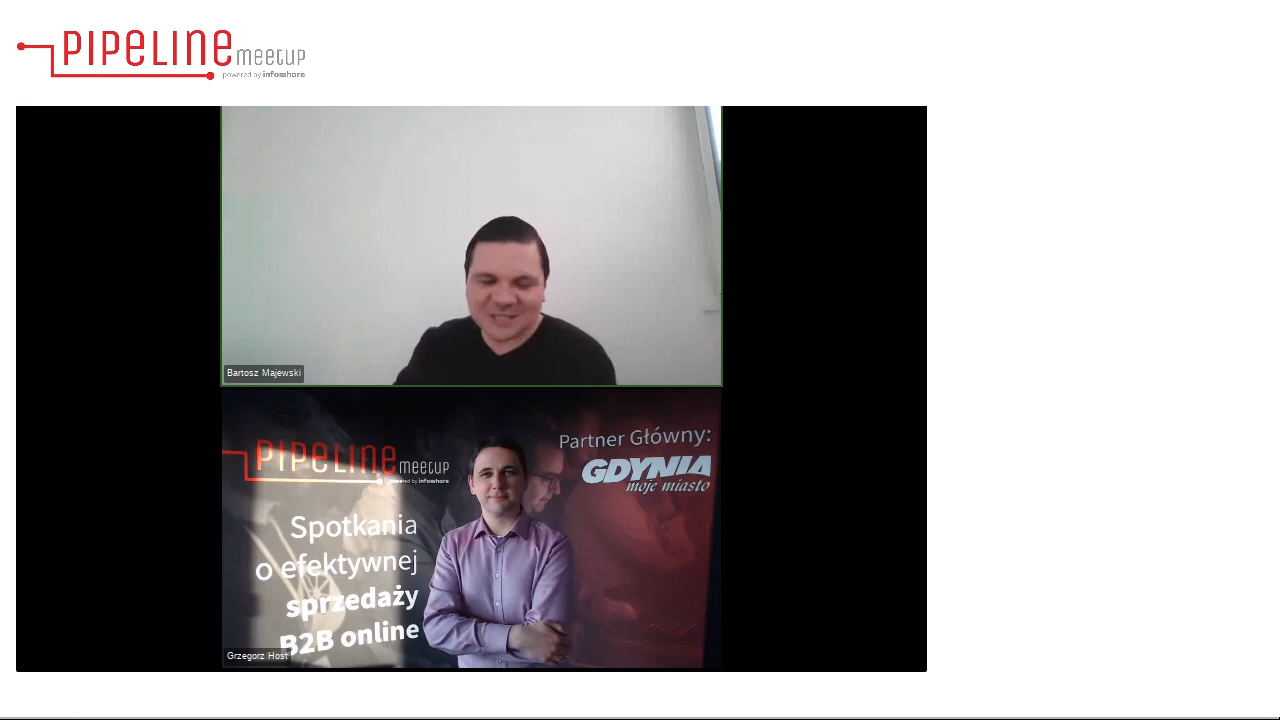 PIPELINE meetup
powered by infoshare
Bartosz Majewski
PIPELINE meetup
powered by infoshare
Partner Główny:
GDYNIA
moje miasto
Spotkania
o efektywnej
sprzedaży
B2B online
Grzegorz Host